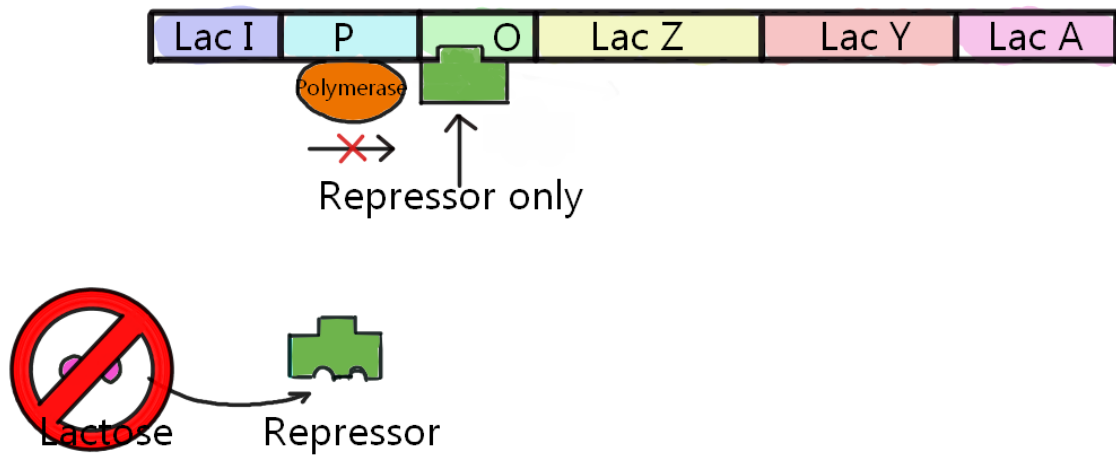 Lac I P O Lac Z Lac Y Lac A
Polymerase
Repressor only
Lactose Repressor